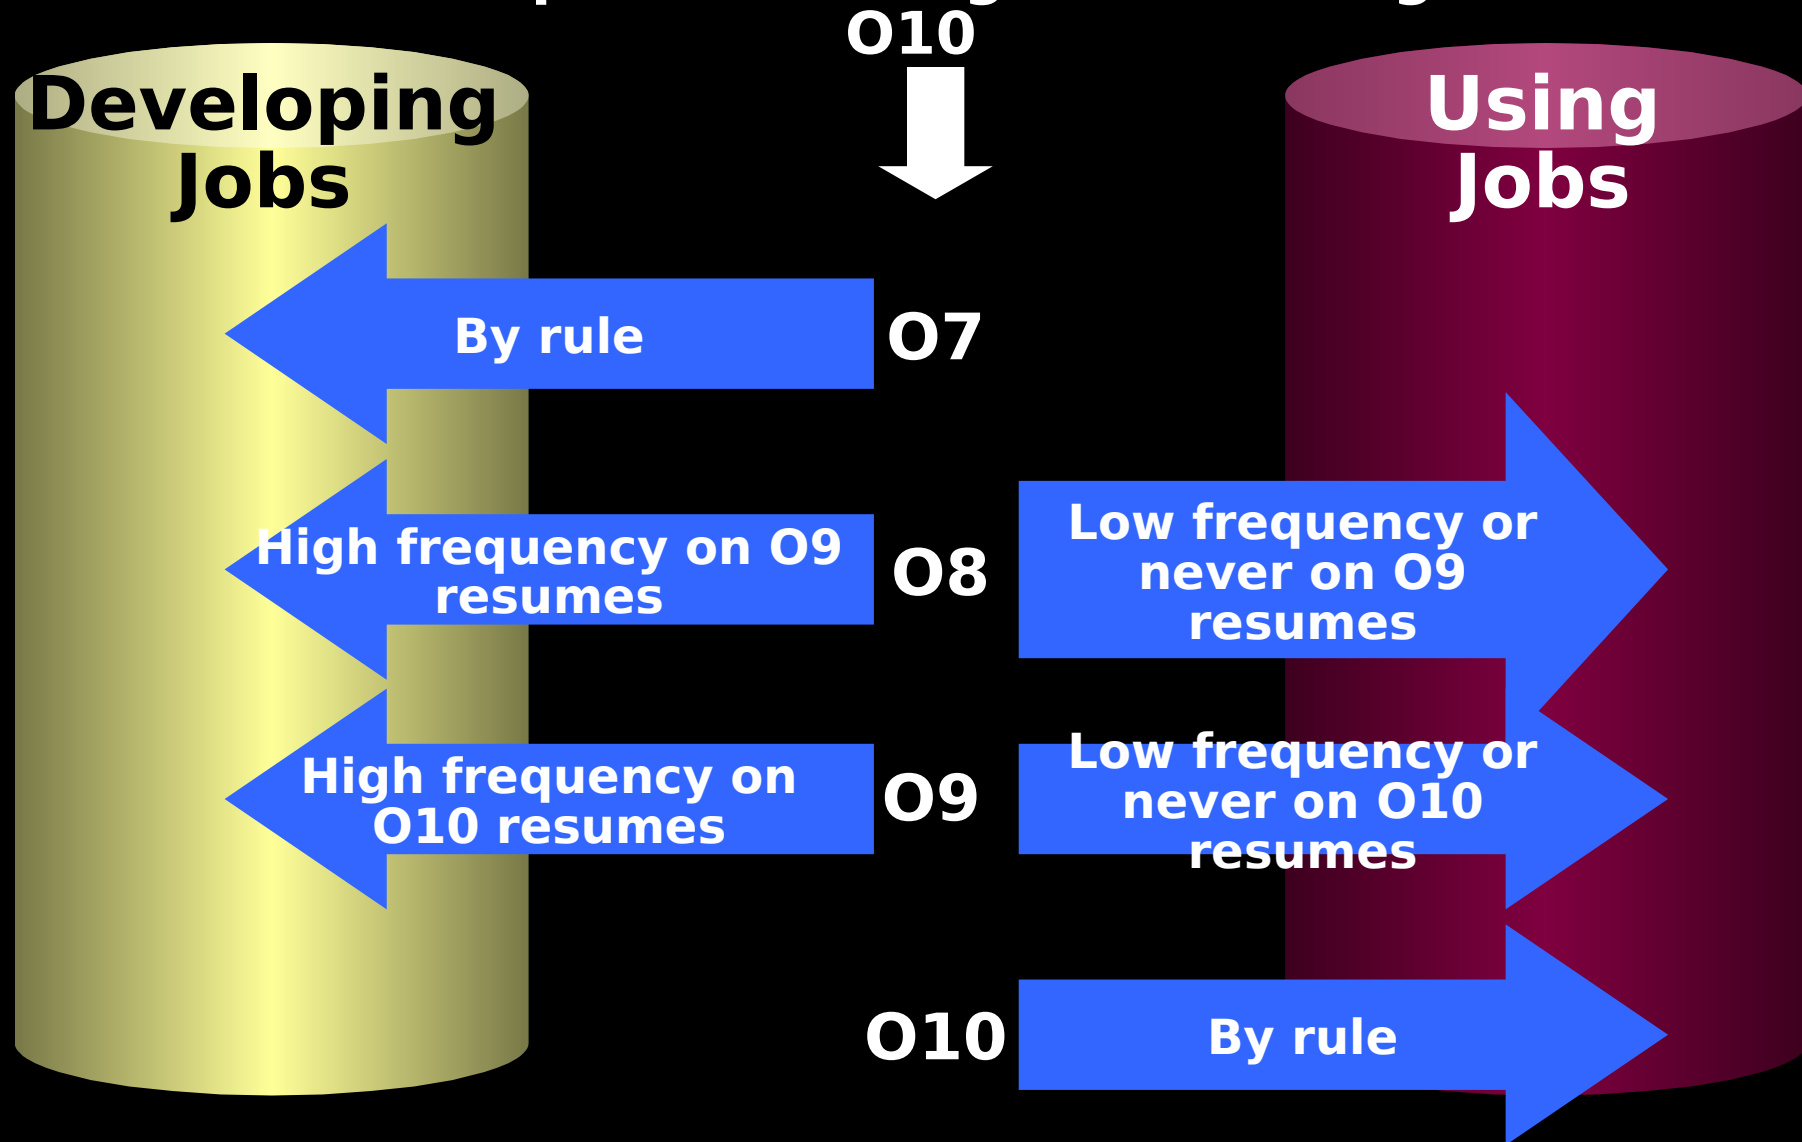 O10
Developing
Jobs
Using
Jobs
By rule
O7
High frequency on O9
resumes
O8
Low frequency or
never on O9
resumes
High frequency on
O10 resumes
O9
Low frequency or
never on O10
resumes
O10
By rule